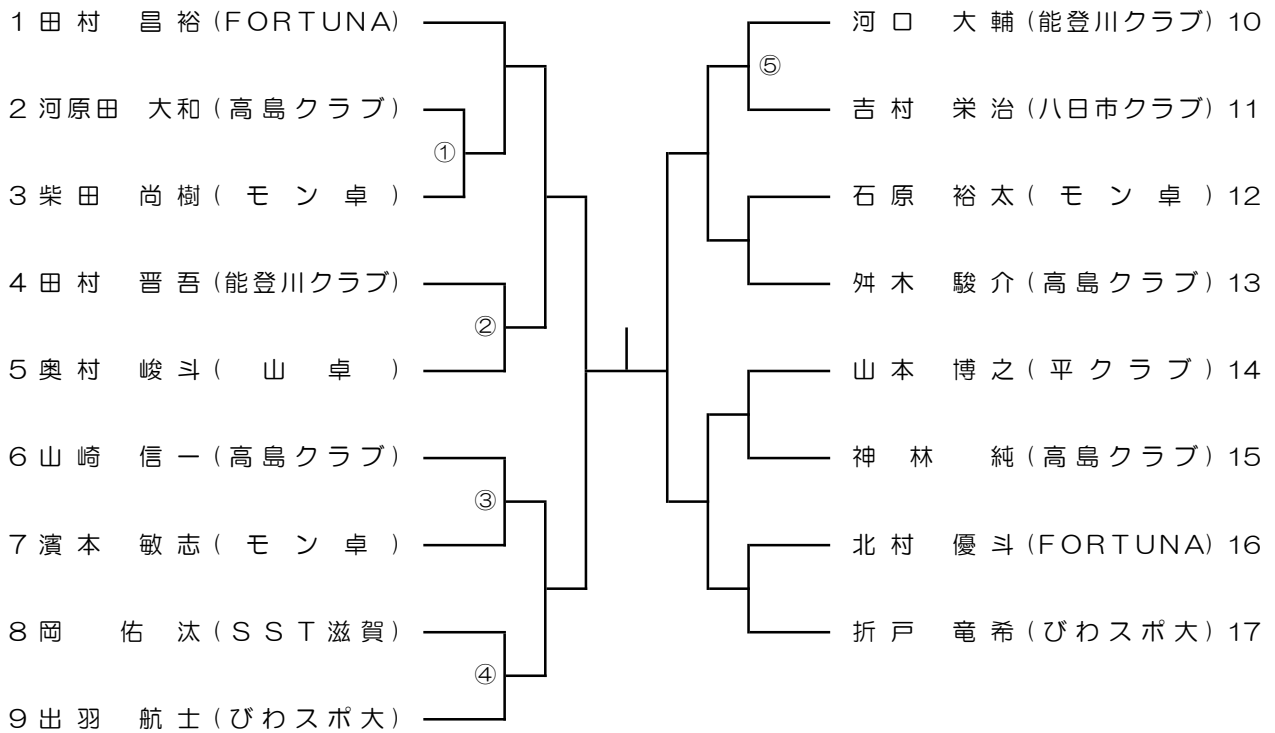 1 田村 昌裕 (FORTUNA)
2 河原田 大和 (高島クラブ)
①
3 柴田 尚樹 (モン卓)
4 田村 晋吾 (能登川クラブ)
②
5 奥村 峻斗 (山卓)
6 山崎 信一 (高島クラブ)
③
7 濱本 敏志 (モン卓)
8 岡 佑汰 (SST滋賀)
④
9 出羽 航士 (びわスポ大)
河口 大輔 (能登川クラブ) 10
⑤
吉村 栄治 (八日市クラブ) 11
石原 裕太 (モン卓) 12
舛木 駿介 (高島クラブ) 13
山本 博之 (平クラブ) 14
神林 純 (高島クラブ) 15
北村 優斗 (FORTUNA) 16
折戸 竜希 (びわスポ大) 17